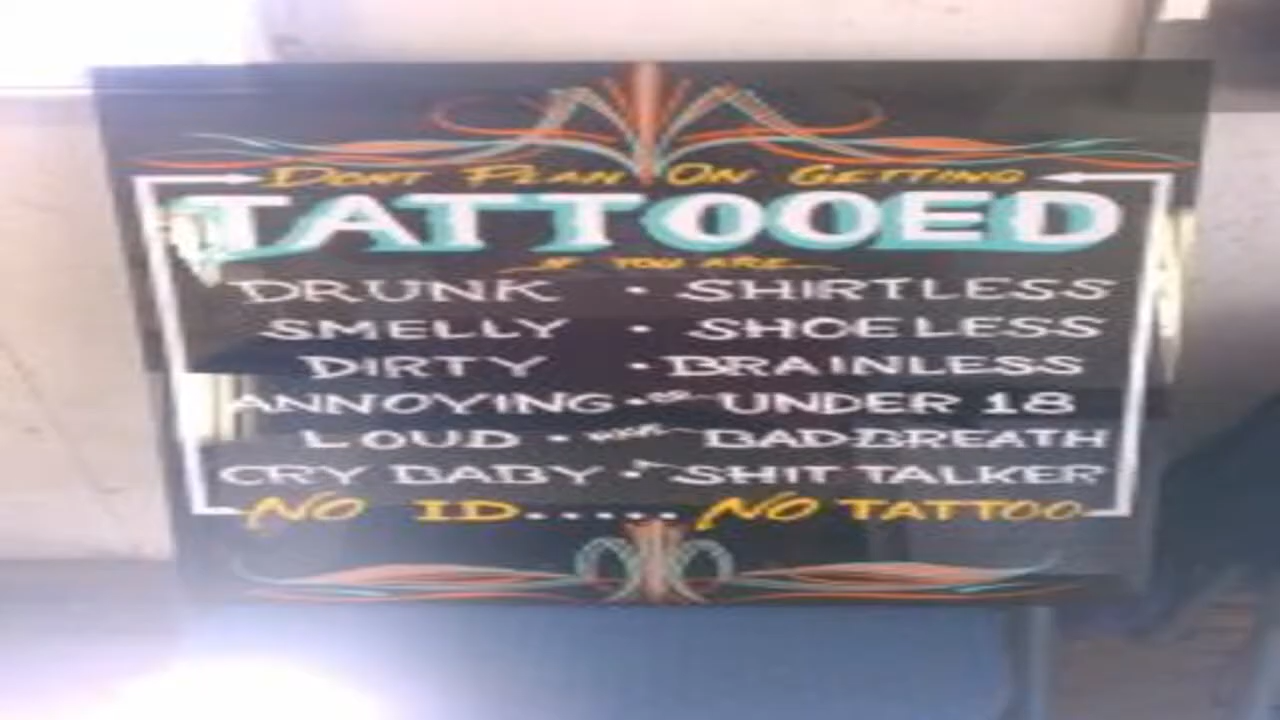 DONT PLAN ON GETTING
TATTOOED
IF YOU ARE
DRUNK • SHIRTLESS
SMELLY • SHOELESS
DIRTY • BRAINLESS
ANNOYING • OR UNDER 18
LOUD • BAD BREATH
CRY BABY • SHIT TALKER
NO ID...... NO TATTOO